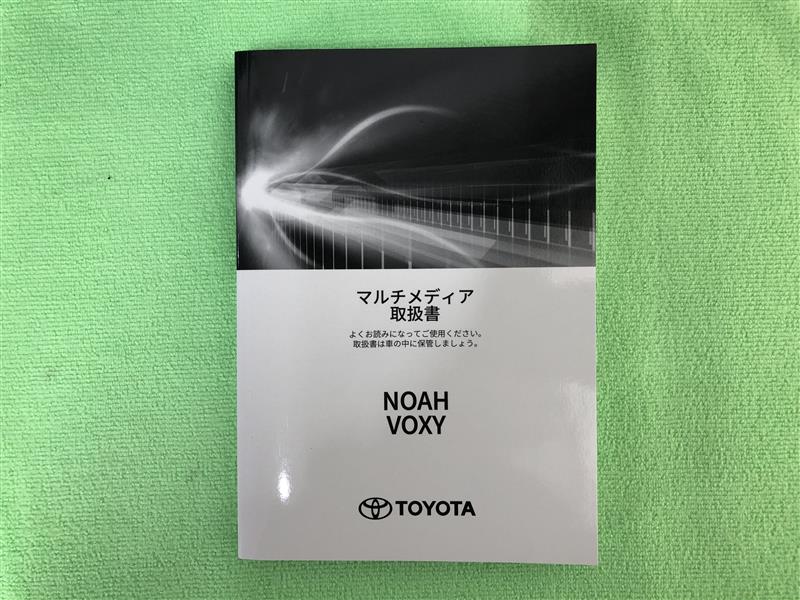 マルチメディア
取扱書
よくお読みになってご使用ください。
取扱書は車の中に保管しましょう。
NOAH
VOXY
TOYOTA